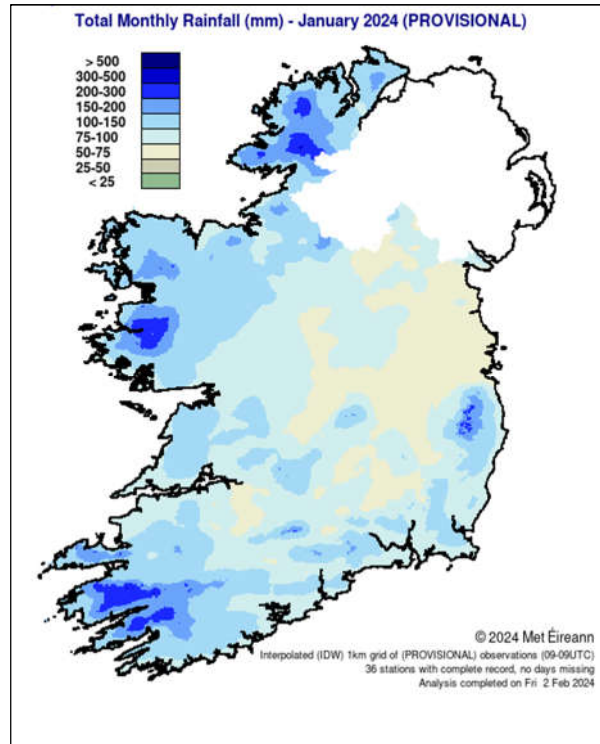 Total Monthly Rainfall (mm) - January 2024 (PROVISIONAL)
> 500
300-500
200-300
150-200
100-150
75-100
50-75
25-50
< 25
© 2024 Met Éireann
Interpolated (IDW) 1km grid of (PROVISIONAL) observations (09-09UTC)
36 stations with complete record, no days missing
Analysis completed on Fri 2 Feb 2024